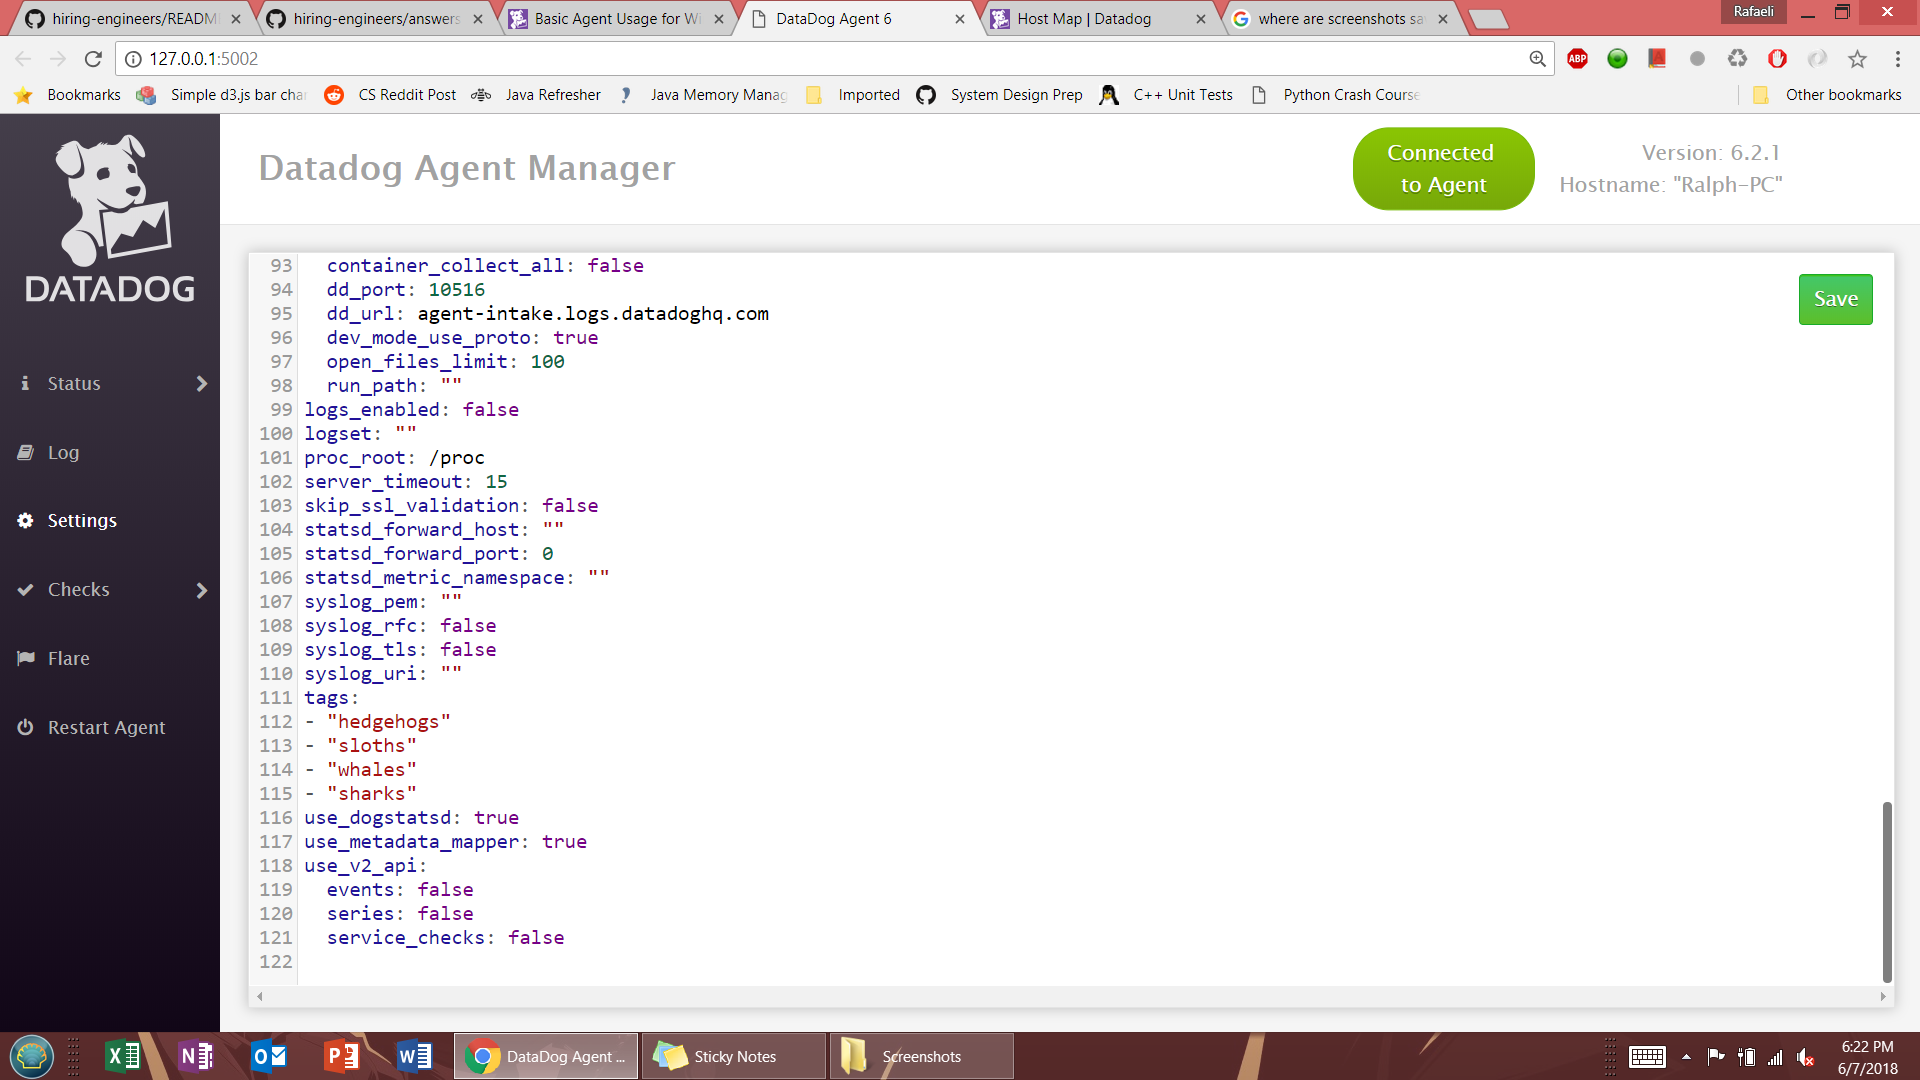 hiring-engineers/READM
hiring-engineers/answers
Basic Agent Usage for Wi
DataDog Agent 6
Host Map | Datadog
where are screenshots sa
Rafaeli
127.0.0.1:5002
ABP
Bookmarks
Simple d3.js bar char
CS Reddit Post
Java Refresher
Java Memory Manag
Imported
System Design Prep
C++ Unit Tests
Python Crash Course
Other bookmarks
DATADOG
Datadog Agent Manager
Connected
to Agent
Version: 6.2.1
Hostname: "Ralph-PC"
Status
Log
Settings
Checks
Flare
Restart Agent
Save
93 container_collect_all: false
94 dd_port: 10516
95 dd_url: agent-intake.logs.datadoghq.com
96 dev_mode_use_proto: true
97 open_files_limit: 100
98 run_path: ""
99 logs_enabled: false
100 logset: ""
101 proc_root: /proc
102 server_timeout: 15
103 skip_ssl_validation: false
104 statsd_forward_host: ""
105 statsd_forward_port: 0
106 statsd_metric_namespace: ""
107 syslog_pem: ""
108 syslog_rfc: false
109 syslog_tls: false
110 syslog_uri: ""
111 tags:
112 - "hedgehogs"
113 - "sloths"
114 - "whales"
115 - "sharks"
116 use_dogstatsd: true
117 use_metadata_mapper: true
118 use_v2_api:
119 events: false
120 series: false
121 service_checks: false
122
DataDog Agent ...
Sticky Notes
Screenshots
6:22 PM
6/7/2018